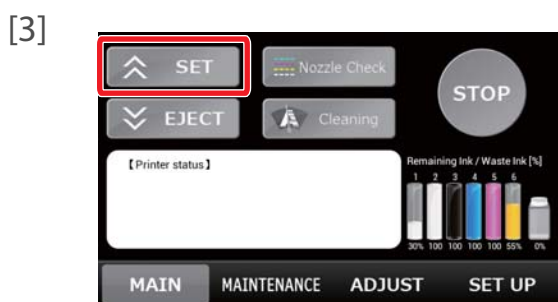 [3]
SET
Nozzle Check
STOP
EJECT
Cleaning
【Printer status】
Remaining Ink / Waste Ink [%]
1 2 3 4 5 6
30% 100 100 100 100 55% 0%
MAIN MAINTENANCE ADJUST SET UP